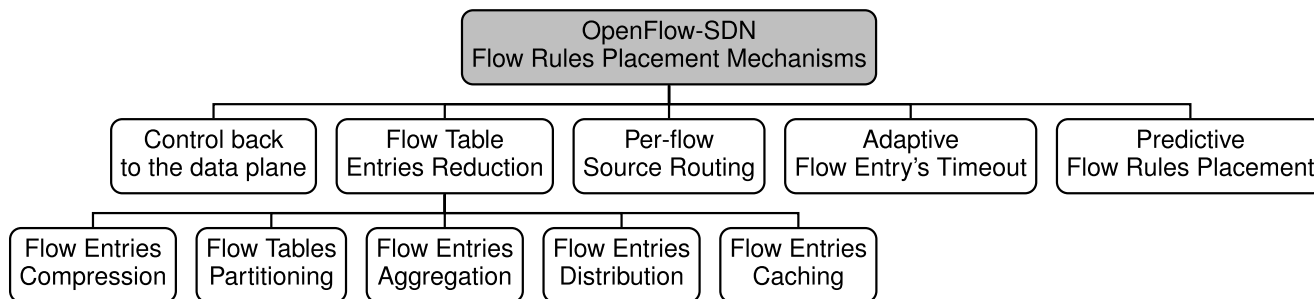 OpenFlow-SDN
Flow Rules Placement Mechanisms
Control back
to the data plane
Flow Table
Entries Reduction
Per-flow
Source Routing
Adaptive
Flow Entry's Timeout
Predictive
Flow Rules Placement
Flow Entries
Compression
Flow Tables
Partitioning
Flow Entries
Aggregation
Flow Entries
Distribution
Flow Entries
Caching